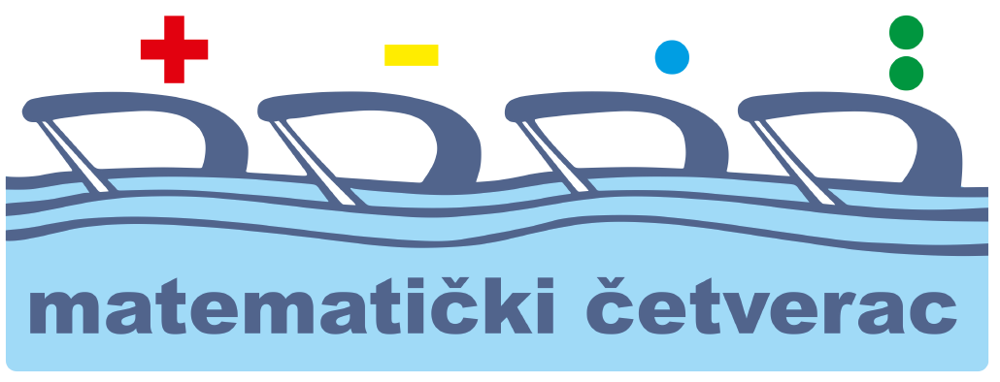 + - · :
matematički četverac